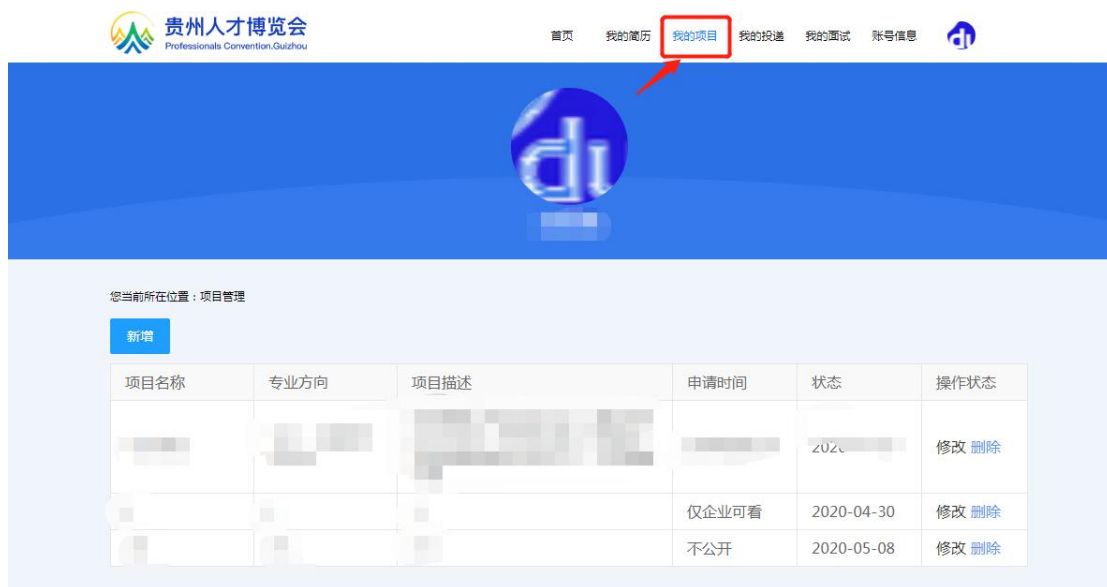 贵州人才博览会
Professionals Convention.Guizhou
首页 我的简历 我的项目 我的投递 我的面试 账号信息
您当前所在位置：项目管理
新增
项目名称 专业方向 项目描述 申请时间 状态 操作状态
修改 删除
仅企业可看 2020-04-30 修改 删除
不公开 2020-05-08 修改 删除